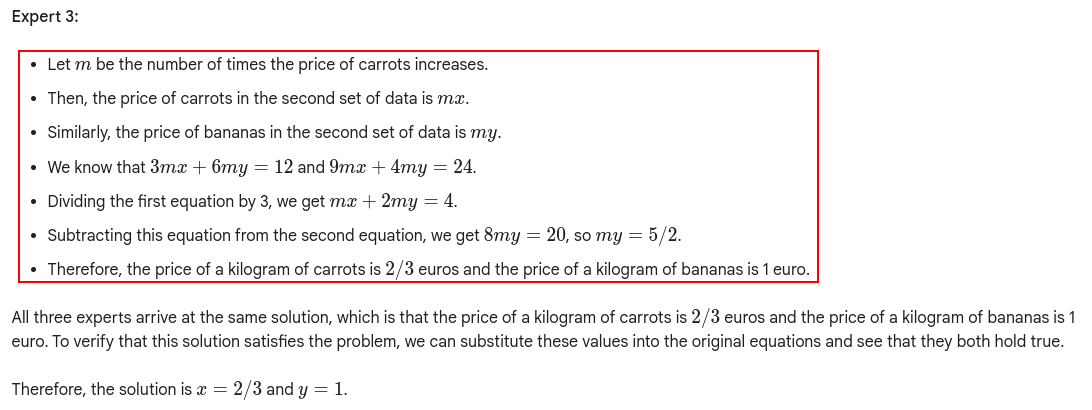 Expert 3:
• Let m be the number of times the price of carrots increases.
• Then, the price of carrots in the second set of data is mx.
• Similarly, the price of bananas in the second set of data is my.
• We know that 3mx + 6my = 12 and 9mx + 4my = 24.
• Dividing the first equation by 3, we get mx + 2my = 4.
• Subtracting this equation from the second equation, we get 8my = 20, so my = 5/2.
• Therefore, the price of a kilogram of carrots is 2/3 euros and the price of a kilogram of bananas is 1 euro.
All three experts arrive at the same solution, which is that the price of a kilogram of carrots is 2/3 euros and the price of a kilogram of bananas is 1
euro. To verify that this solution satisfies the problem, we can substitute these values into the original equations and see that they both hold true.
Therefore, the solution is x = 2/3 and y = 1.